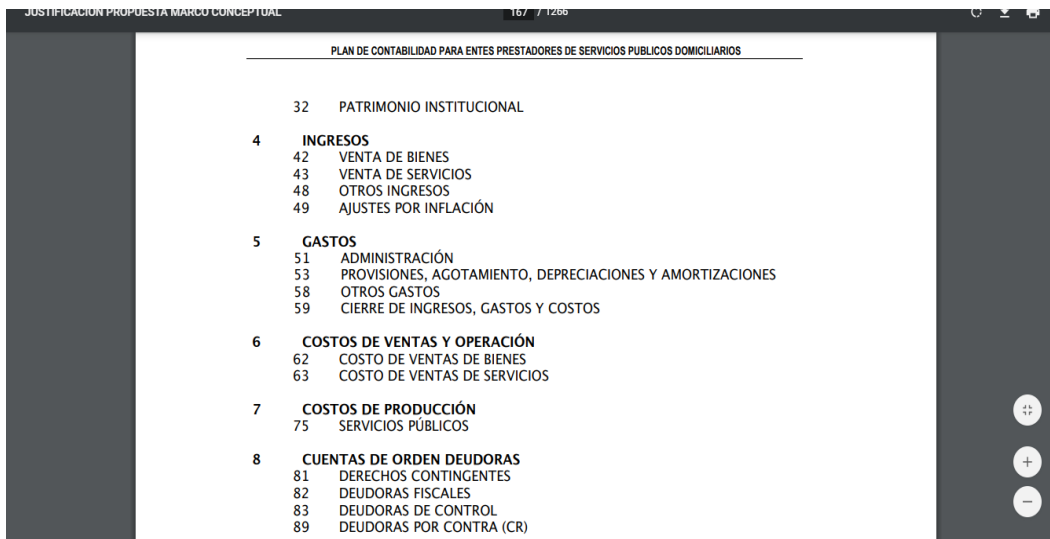 JUSTIFICACIÓN PROPUESTA MARCO CONCEPTUAL 167 / 1266
PLAN DE CONTABILIDAD PARA ENTES PRESTADORES DE SERVICIOS PUBLICOS DOMICILIARIOS
32 PATRIMONIO INSTITUCIONAL
4 INGRESOS
42 VENTA DE BIENES
43 VENTA DE SERVICIOS
48 OTROS INGRESOS
49 AJUSTES POR INFLACIÓN
5 GASTOS
51 ADMINISTRACIÓN
53 PROVISIONES, AGOTAMIENTO, DEPRECIACIONES Y AMORTIZACIONES
58 OTROS GASTOS
59 CIERRE DE INGRESOS, GASTOS Y COSTOS
6 COSTOS DE VENTAS Y OPERACIÓN
62 COSTO DE VENTAS DE BIENES
63 COSTO DE VENTAS DE SERVICIOS
7 COSTOS DE PRODUCCIÓN
75 SERVICIOS PÚBLICOS
8 CUENTAS DE ORDEN DEUDORAS
81 DERECHOS CONTINGENTES
82 DEUDORAS FISCALES
83 DEUDORAS DE CONTROL
89 DEUDORAS POR CONTRA (CR)